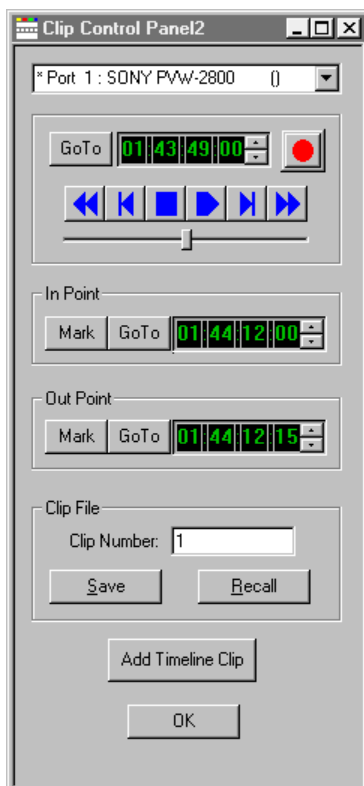 Clip Control Panel2
* Port 1 : SONY PVW-2800 ()
GoTo 01:43:49:00
In Point
Mark GoTo 01:44:12:00
Out Point
Mark GoTo 01:44:12:15
Clip File
Clip Number: 1
Save Recall
Add Timeline Clip
OK